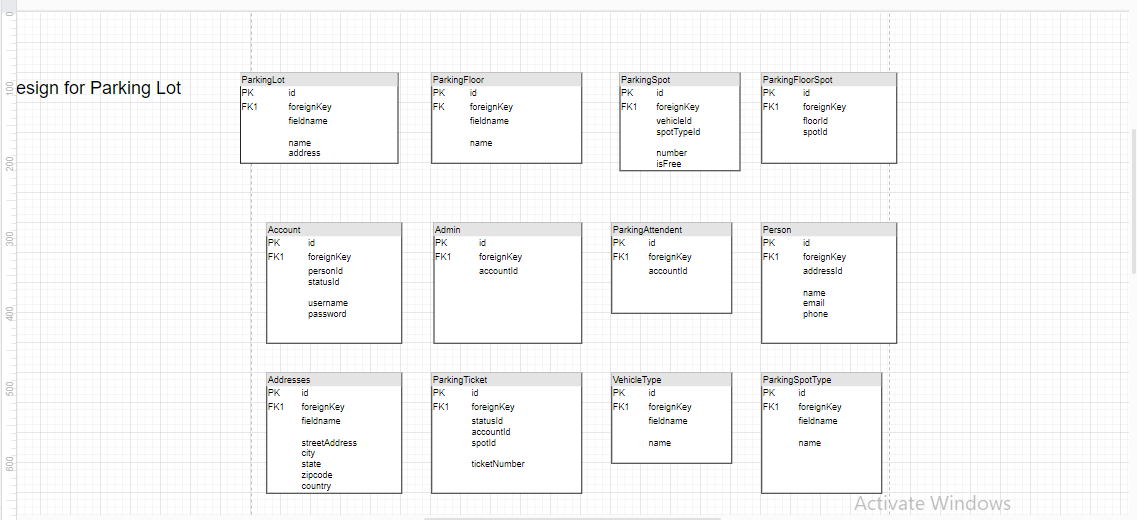 0
100
200
300
400
500
600
esign for Parking Lot
ParkingLot
PK id
FK1 foreignKey
fieldname
name
address
ParkingFloor
PK id
FK foreignKey
fieldname
name
ParkingSpot
PK id
FK1 foreignKey
vehicleId
spotTypeId
number
isFree
ParkingFloorSpot
PK id
FK1 foreignKey
floorId
spotId
Account
PK id
FK1 foreignKey
personId
statusId
username
password
Admin
PK id
FK1 foreignKey
accountId
ParkingAttendent
PK id
FK1 foreignKey
accountId
Person
PK id
FK1 foreignKey
addressId
name
email
phone
Addresses
PK id
FK1 foreignKey
fieldname
streetAddress
city
state
zipcode
country
ParkingTicket
PK id
FK1 foreignKey
statusId
accountId
spotId
ticketNumber
VehicleType
PK id
FK1 foreignKey
fieldname
name
ParkingSpotType
PK id
FK1 foreignKey
fieldname
name
Activate Windows